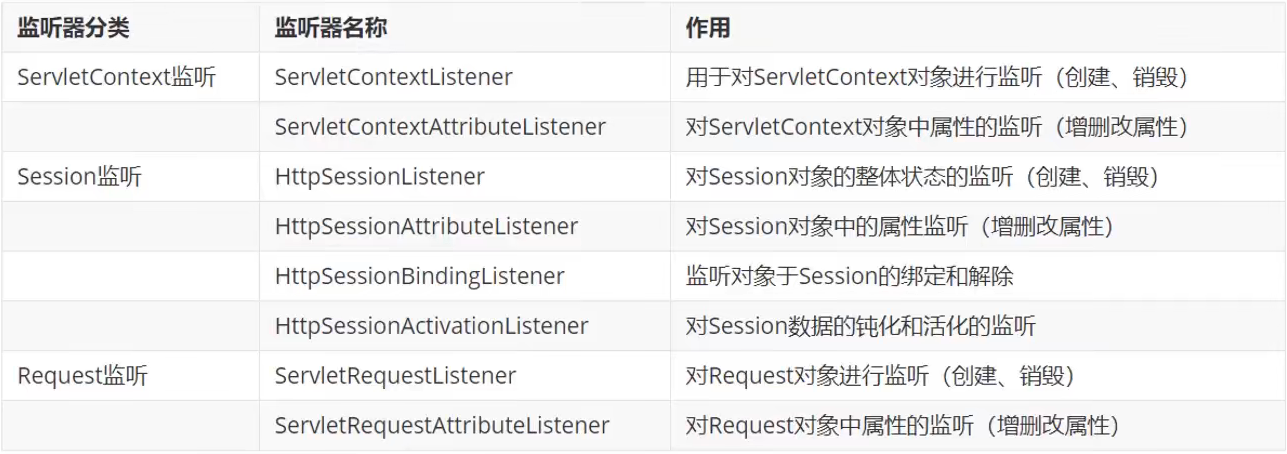 监听器分类 监听器名称 作用
ServletContext监听 ServletContextListener 用于对ServletContext对象进行监听（创建、销毁）
ServletContextAttributeListener 对ServletContext对象中属性的监听（增删改属性）
Session监听 HttpSessionListener 对Session对象的整体状态的监听（创建、销毁）
HttpSessionAttributeListener 对Session对象中的属性监听（增删改属性）
HttpSessionBindingListener 监听对象于Session的绑定和解除
HttpSessionActivationListener 对Session数据的钝化和活化的监听
Request监听 ServletRequestListener 对Request对象进行监听（创建、销毁）
ServletRequestAttributeListener 对Request对象中属性的监听（增删改属性）